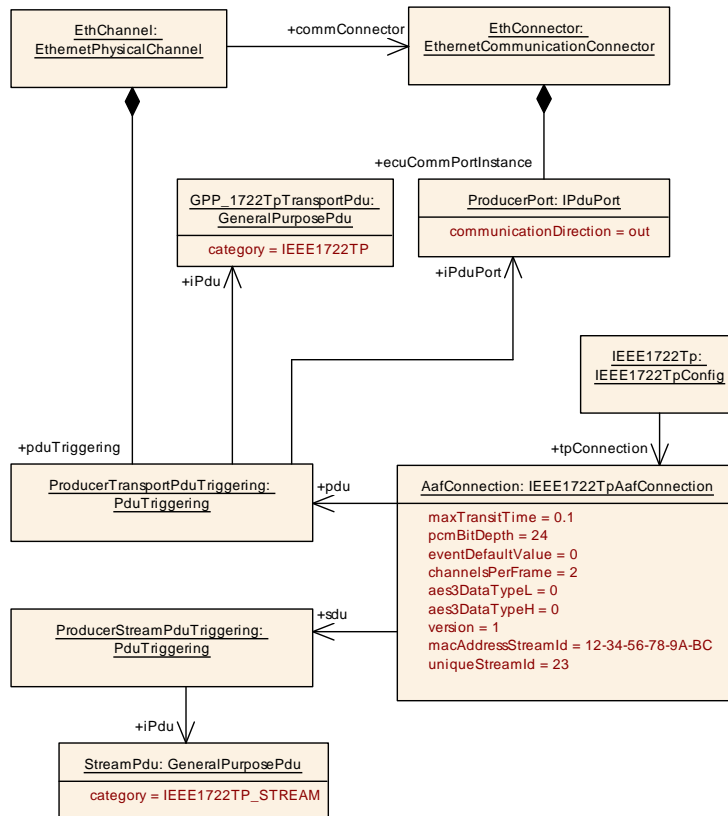 EthChannel:
EthernetPhysicalChannel
+commConnector
EthConnector:
EthernetCommunicationConnector
+ecuCommPortInstance
GPP_1722TpTransportPdu:
GeneralPurposePdu
category = IEEE1722TP
ProducerPort: IPduPort
communicationDirection = out
+iPdu
+iPduPort
IEEE1722Tp:
IEEE1722TpConfig
+pduTriggering
+tpConnection
ProducerTransportPduTriggering:
PduTriggering
+pdu
AafConnection: IEEE1722TpAafConnection
maxTransitTime = 0.1
pcmBitDepth = 24
eventDefaultValue = 0
channelsPerFrame = 2
aes3DataTypeL = 0
aes3DataTypeH = 0
version = 1
macAddressStreamId = 12-34-56-78-9A-BC
uniqueStreamId = 23
ProducerStreamPduTriggering:
PduTriggering
+sdu
+iPdu
StreamPdu: GeneralPurposePdu
category = IEEE1722TP_STREAM